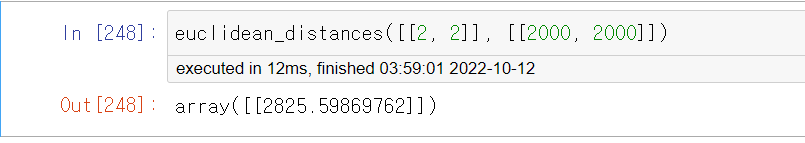 In [248]: euclidean_distances([[2, 2]], [[2000, 2000]])
executed in 12ms, finished 03:59:01 2022-10-12
Out[248]: array([[2825.59869762]])